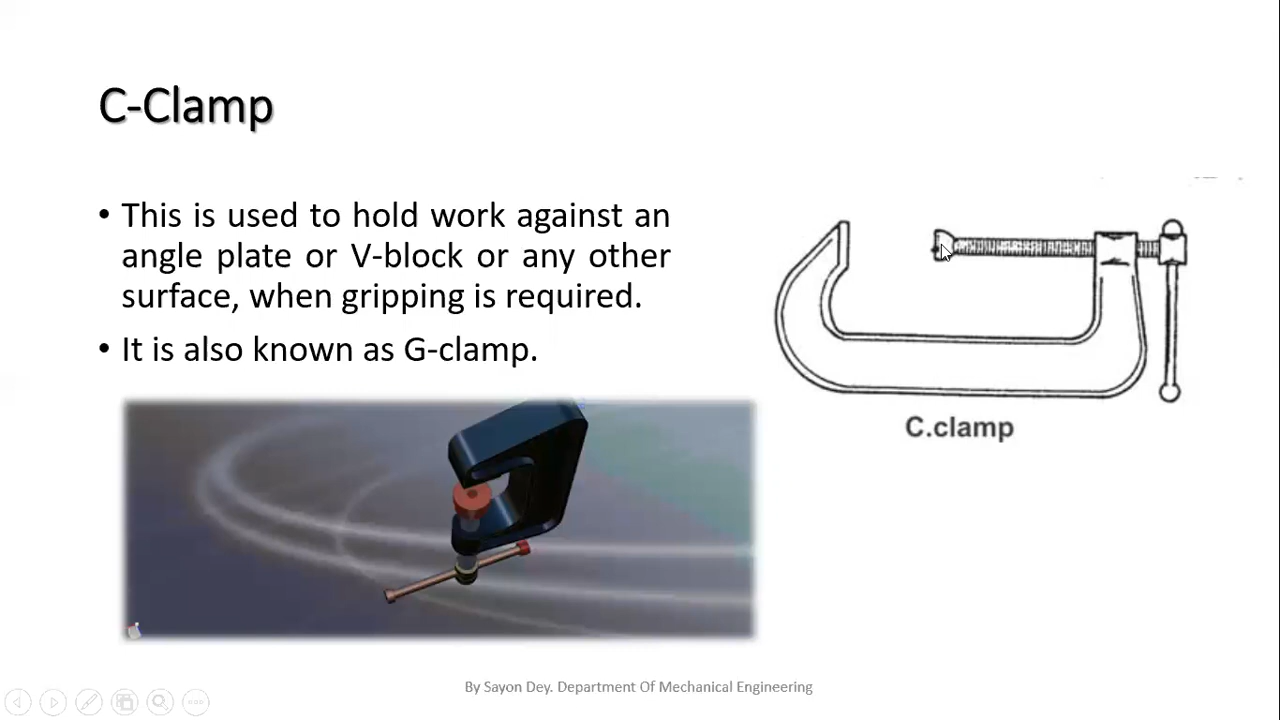 C-Clamp
• This is used to hold work against an
angle plate or V-block or any other
surface, when gripping is required.
• It is also known as G-clamp.
C.clamp
By Sayon Dey. Department Of Mechanical Engineering